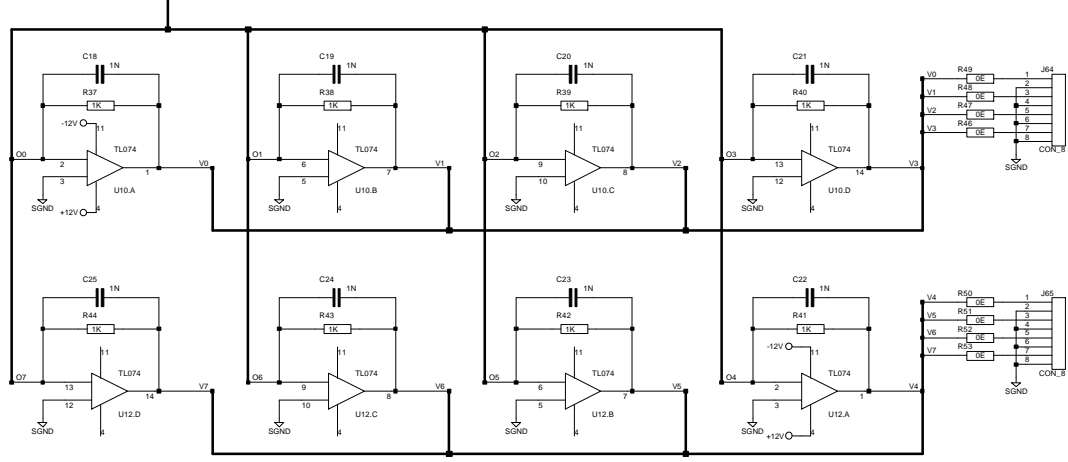 C18
1N
R37
1K
-12V
11
TL074
O0
2
3
1
V0
U10.A
SGND
+12V
4
C19
1N
R38
1K
11
TL074
O1
6
5
7
V1
U10.B
SGND
4
C20
1N
R39
1K
11
TL074
O2
9
10
8
V2
U10.C
SGND
4
C21
1N
R40
1K
11
TL074
O3
13
12
14
V3
U10.D
SGND
4
V0 R49 0E 1
V1 R48 0E 3
V2 R47 0E 5
V3 R46 0E 7
J64
2
4
6
8
CON_8
SGND
C25
1N
R44
1K
11
TL074
O7
13
12
14
V7
U12.D
SGND
4
C24
1N
R43
1K
11
TL074
O6
9
10
8
V6
U12.C
SGND
4
C23
1N
R42
1K
11
TL074
O5
6
5
7
V5
U12.B
SGND
4
C22
1N
R41
1K
-12V
11
TL074
O4
2
3
1
V4
U12.A
SGND
+12V
4
V4 R50 0E 1
V5 R51 0E 3
V6 R52 0E 5
V7 R53 0E 7
J65
2
4
6
8
CON_8
SGND